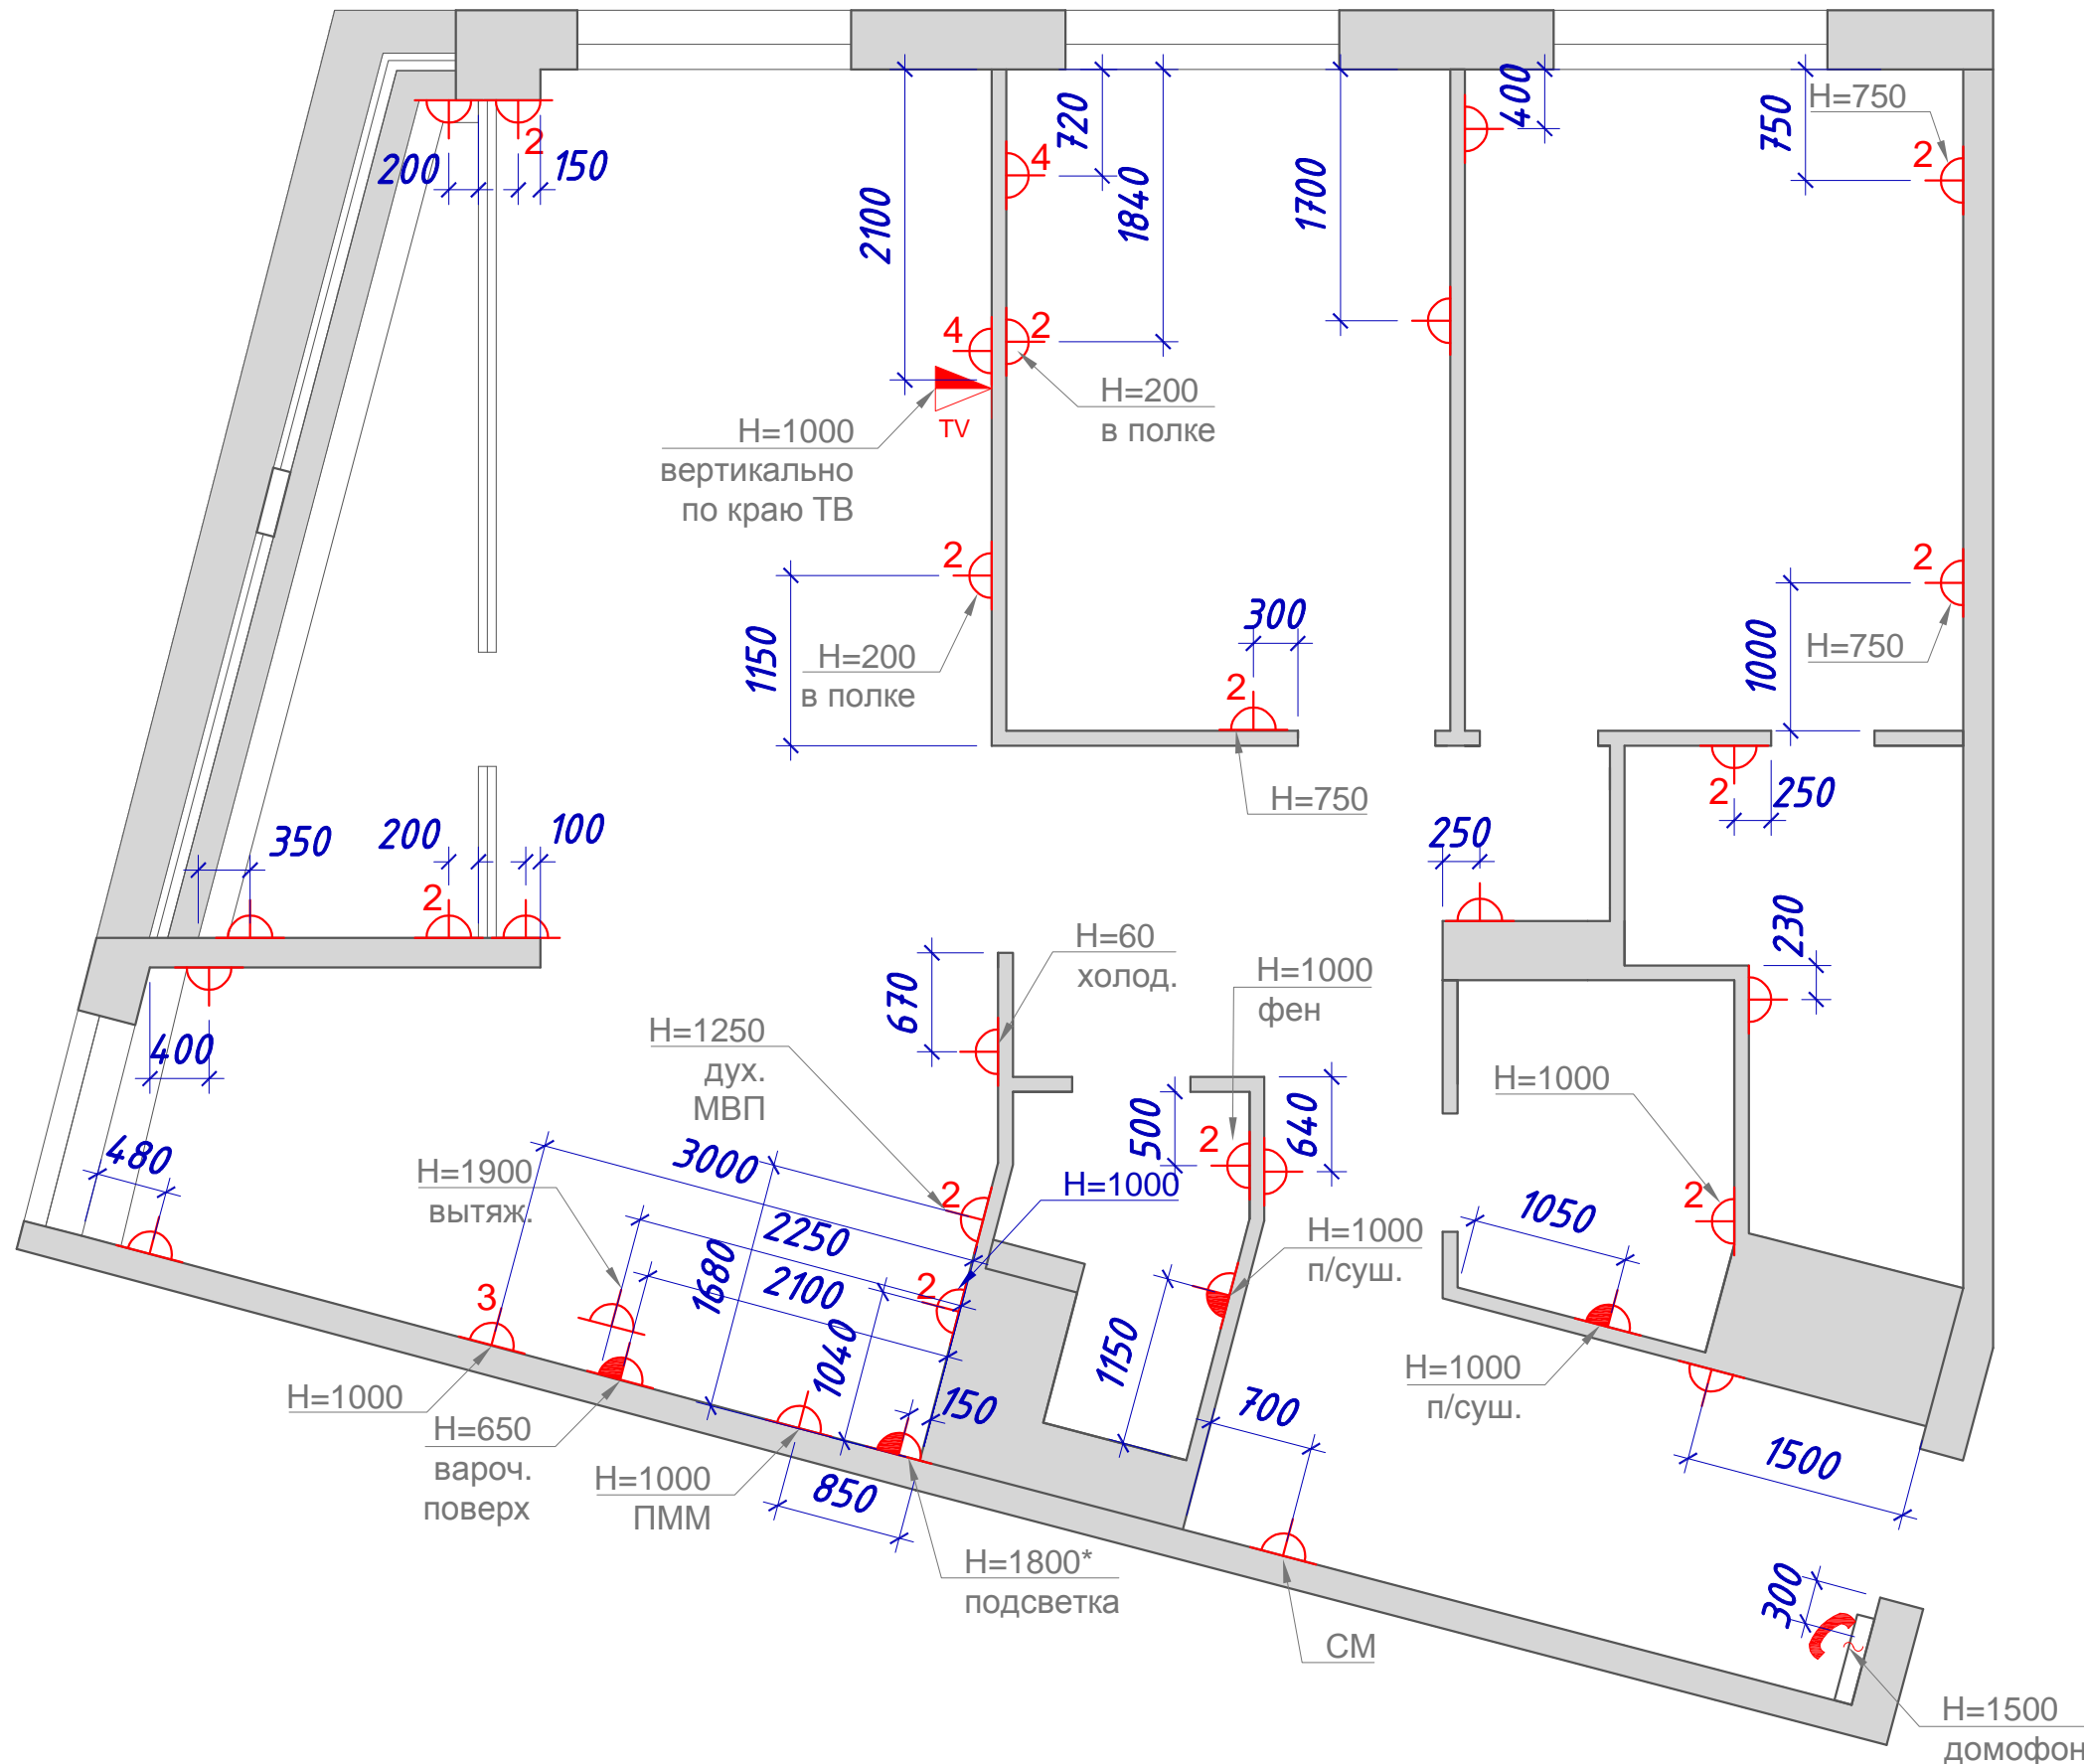 400
H=750
720
750
2
200
150
4
2
2100
1840
1700
4
2
H=200
в полке
TV
H=1000
вертикально
по краю ТВ
2
2
300
1150
H=200
в полке
1000
H=750
2
H=750
2
250
350
200
100
250
2
230
H=60
холод.
H=1000
фен
670
H=1250
дух.
МВП
400
H=1000
500
640
2
480
3000
H=1000
H=1900
вытяж.
2
2
1050
2250
H=1000
п/суш.
1680
2100
2
3
1040
1150
H=1000
H=1000
п/суш.
150
700
H=650
вароч.
поверх
1500
H=1000
ПММ
850
H=1800*
подсветка
300
СМ
H=1500
домофон